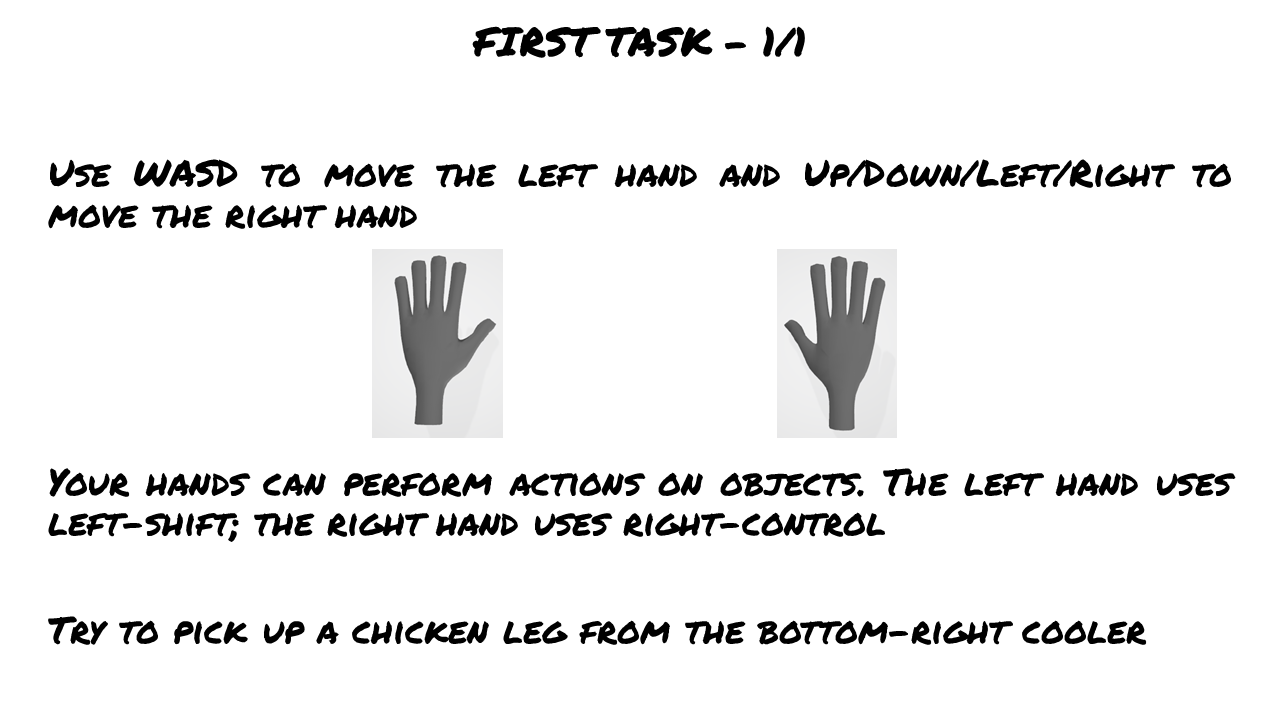 FIRST TASK - 1/1
Use WASD to move the left hand and Up/Down/Left/Right to
move the right hand
Your hands can perform actions on objects. The left hand uses
left-shift; the right hand uses right-control
Try to pick up a chicken leg from the bottom-right cooler